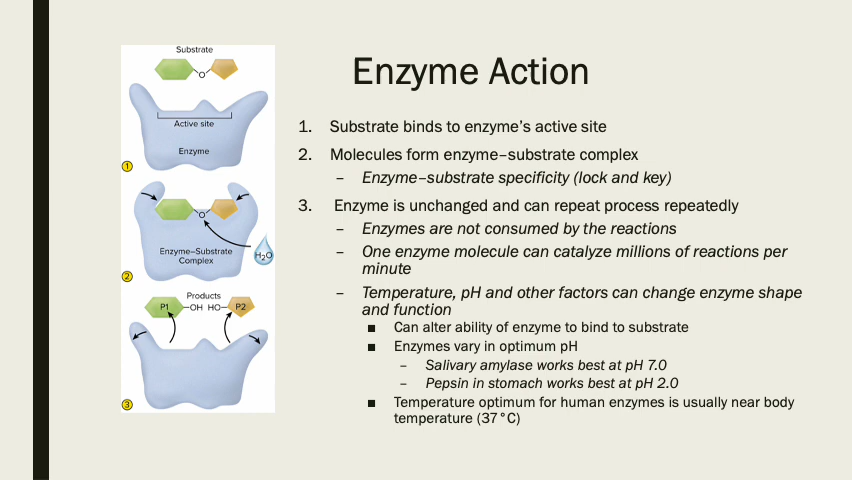 Substrate
O
Active site
Enzyme
1
O
Enzyme–Substrate
Complex
H₂O
2
Products
P1 –OH HO– P2
3
Enzyme Action
1. Substrate binds to enzyme's active site
2. Molecules form enzyme–substrate complex
– Enzyme–substrate specificity (lock and key)
3. Enzyme is unchanged and can repeat process repeatedly
– Enzymes are not consumed by the reactions
– One enzyme molecule can catalyze millions of reactions per
minute
– Temperature, pH and other factors can change enzyme shape
and function
■ Can alter ability of enzyme to bind to substrate
■ Enzymes vary in optimum pH
– Salivary amylase works best at pH 7.0
– Pepsin in stomach works best at pH 2.0
■ Temperature optimum for human enzymes is usually near body
temperature (37°C)